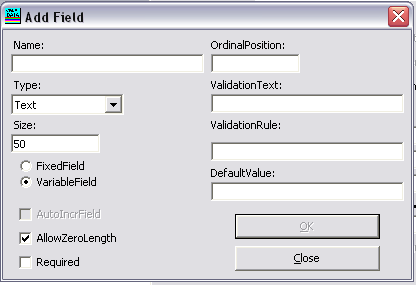 Add Field
Name:
OrdinalPosition:
Type:
Text
ValidationText:
Size:
50
ValidationRule:
FixedField
VariableField
DefaultValue:
AutoIncrField
AllowZeroLength
Required
OK
Close